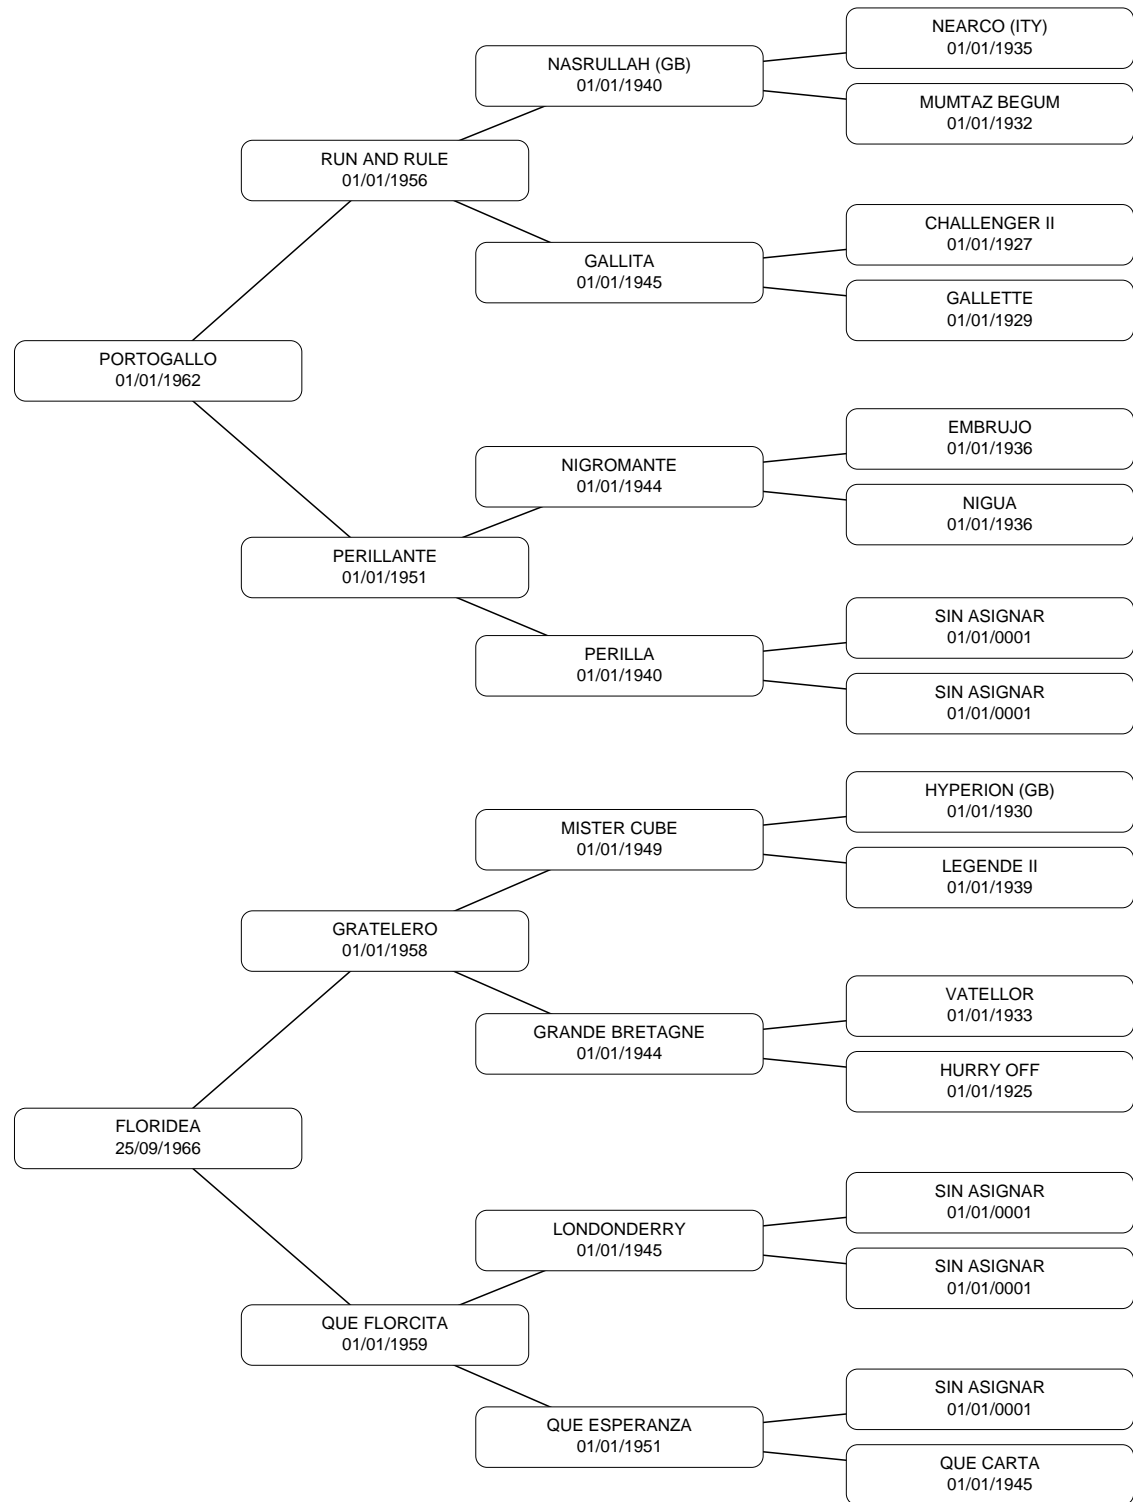 NEARCO (ITY)
01/01/1935
NASRULLAH (GB)
01/01/1940
MUMTAZ BEGUM
01/01/1932
RUN AND RULE
01/01/1956
CHALLENGER II
01/01/1927
GALLITA
01/01/1945
GALLETTE
01/01/1929
PORTOGALLO
01/01/1962
EMBRUJO
01/01/1936
NIGROMANTE
01/01/1944
NIGUA
01/01/1936
PERILLANTE
01/01/1951
SIN ASIGNAR
01/01/0001
PERILLA
01/01/1940
SIN ASIGNAR
01/01/0001
HYPERION (GB)
01/01/1930
MISTER CUBE
01/01/1949
LEGENDE II
01/01/1939
GRATELERO
01/01/1958
VATELLOR
01/01/1933
GRANDE BRETAGNE
01/01/1944
HURRY OFF
01/01/1925
FLORIDEA
25/09/1966
SIN ASIGNAR
01/01/0001
LONDONDERRY
01/01/1945
SIN ASIGNAR
01/01/0001
QUE FLORCITA
01/01/1959
SIN ASIGNAR
01/01/0001
QUE ESPERANZA
01/01/1951
QUE CARTA
01/01/1945